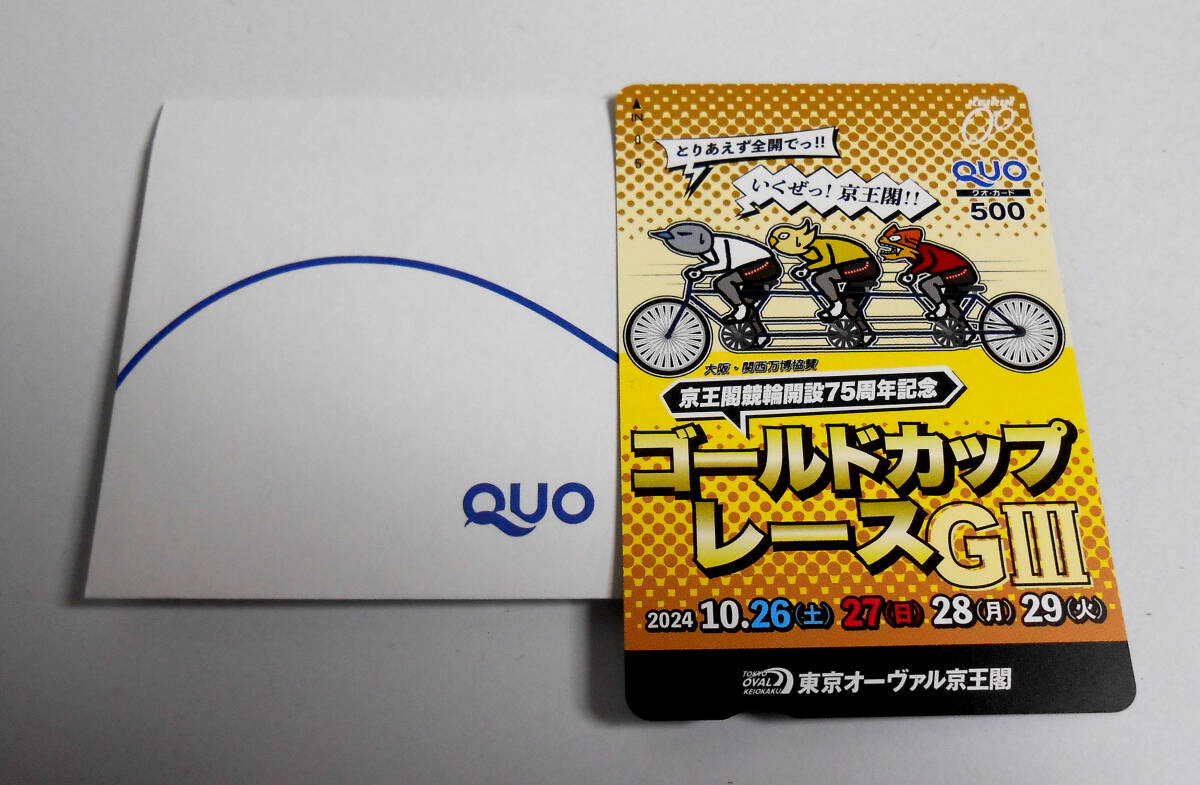 QUO
IN
0
5
KEIRIN
とりあえず全開でっ!!
いくぜっ!京王閣!!
QUO
クオ・カード
500
大阪・関西万博協賛
京王閣競輪開設75周年記念
ゴールドカップ
レースGⅢ
2024 10.26(土) 27(日) 28(月) 29(火)
TOKYO
OVAL
KEIOKAKU
東京オーヴァル京王閣